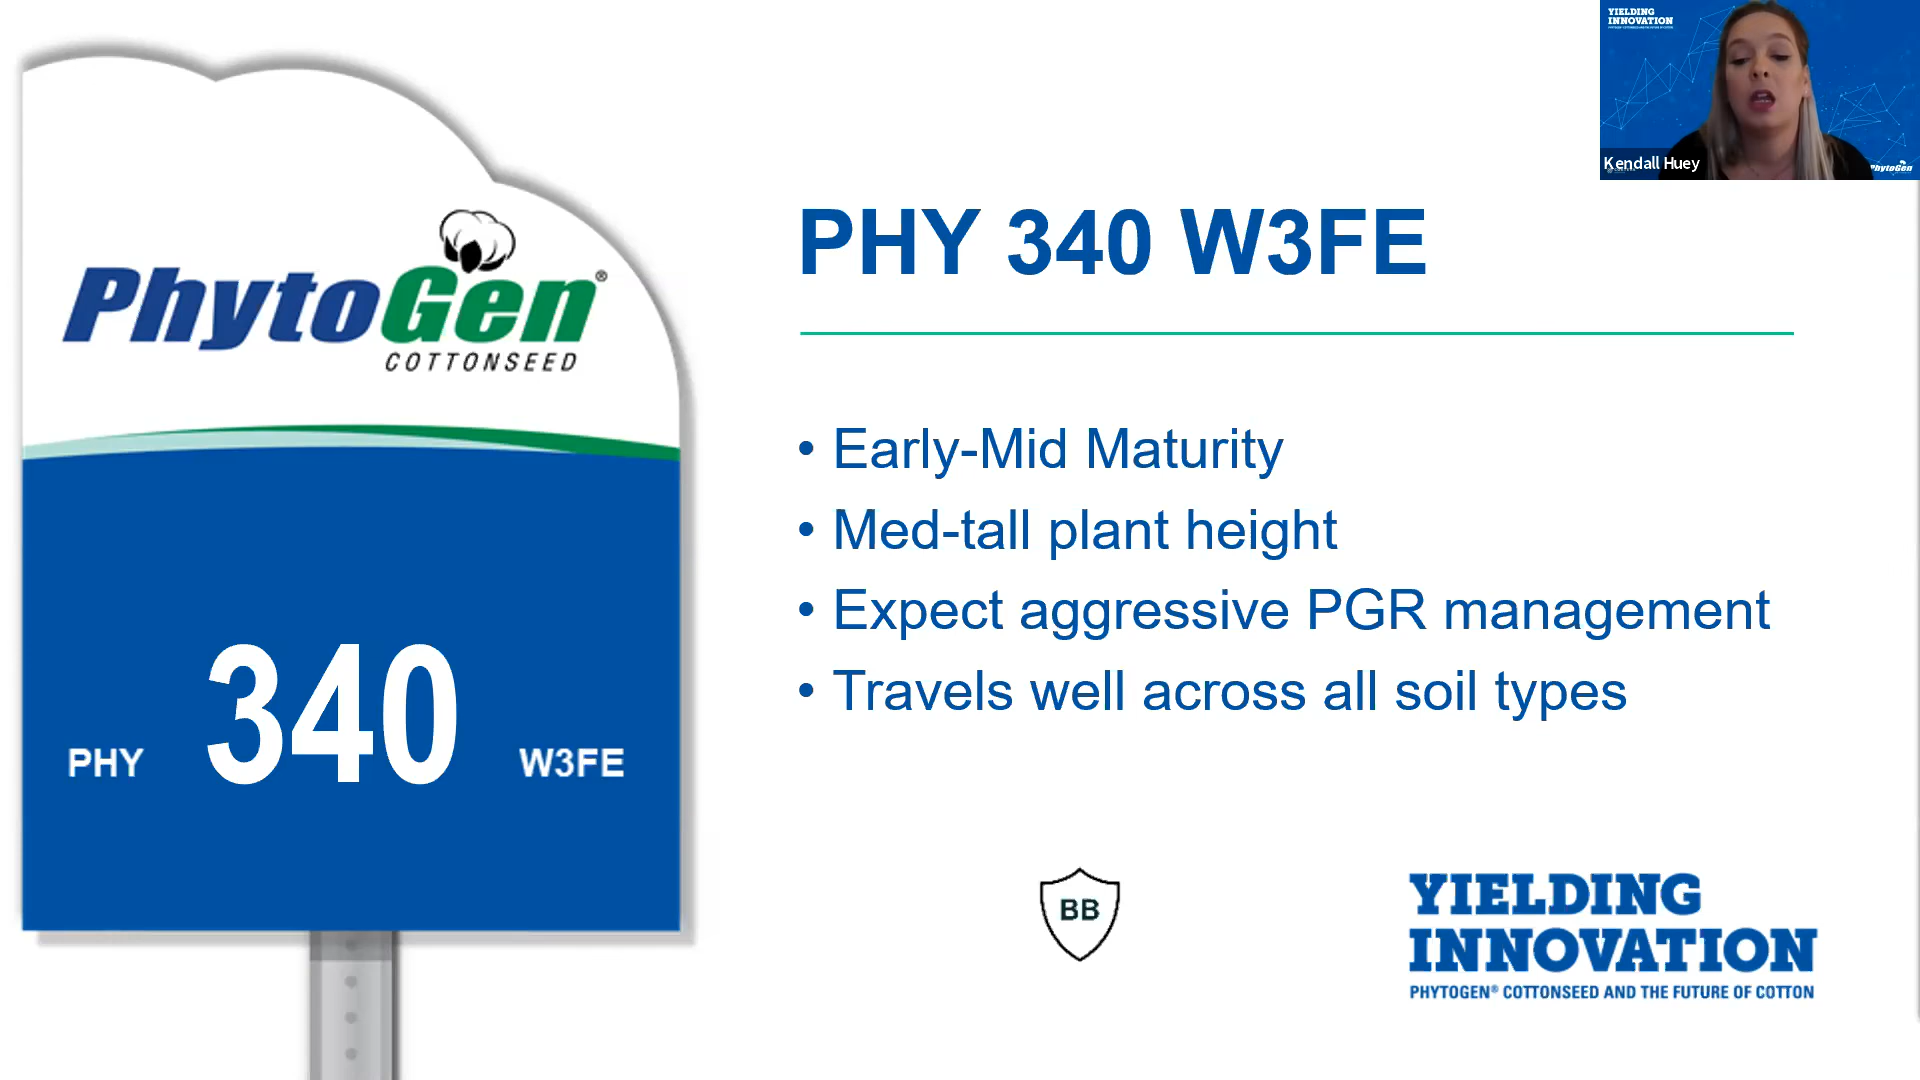 YIELDING
INNOVATION
Kendall Huey
PhytoGen
PhytoGen®
COTTONSEED
PHY 340 W3FE
PHY 340 W3FE
• Early-Mid Maturity
• Med-tall plant height
• Expect aggressive PGR management
• Travels well across all soil types
BB
YIELDING
INNOVATION
PHYTOGEN® COTTONSEED AND THE FUTURE OF COTTON